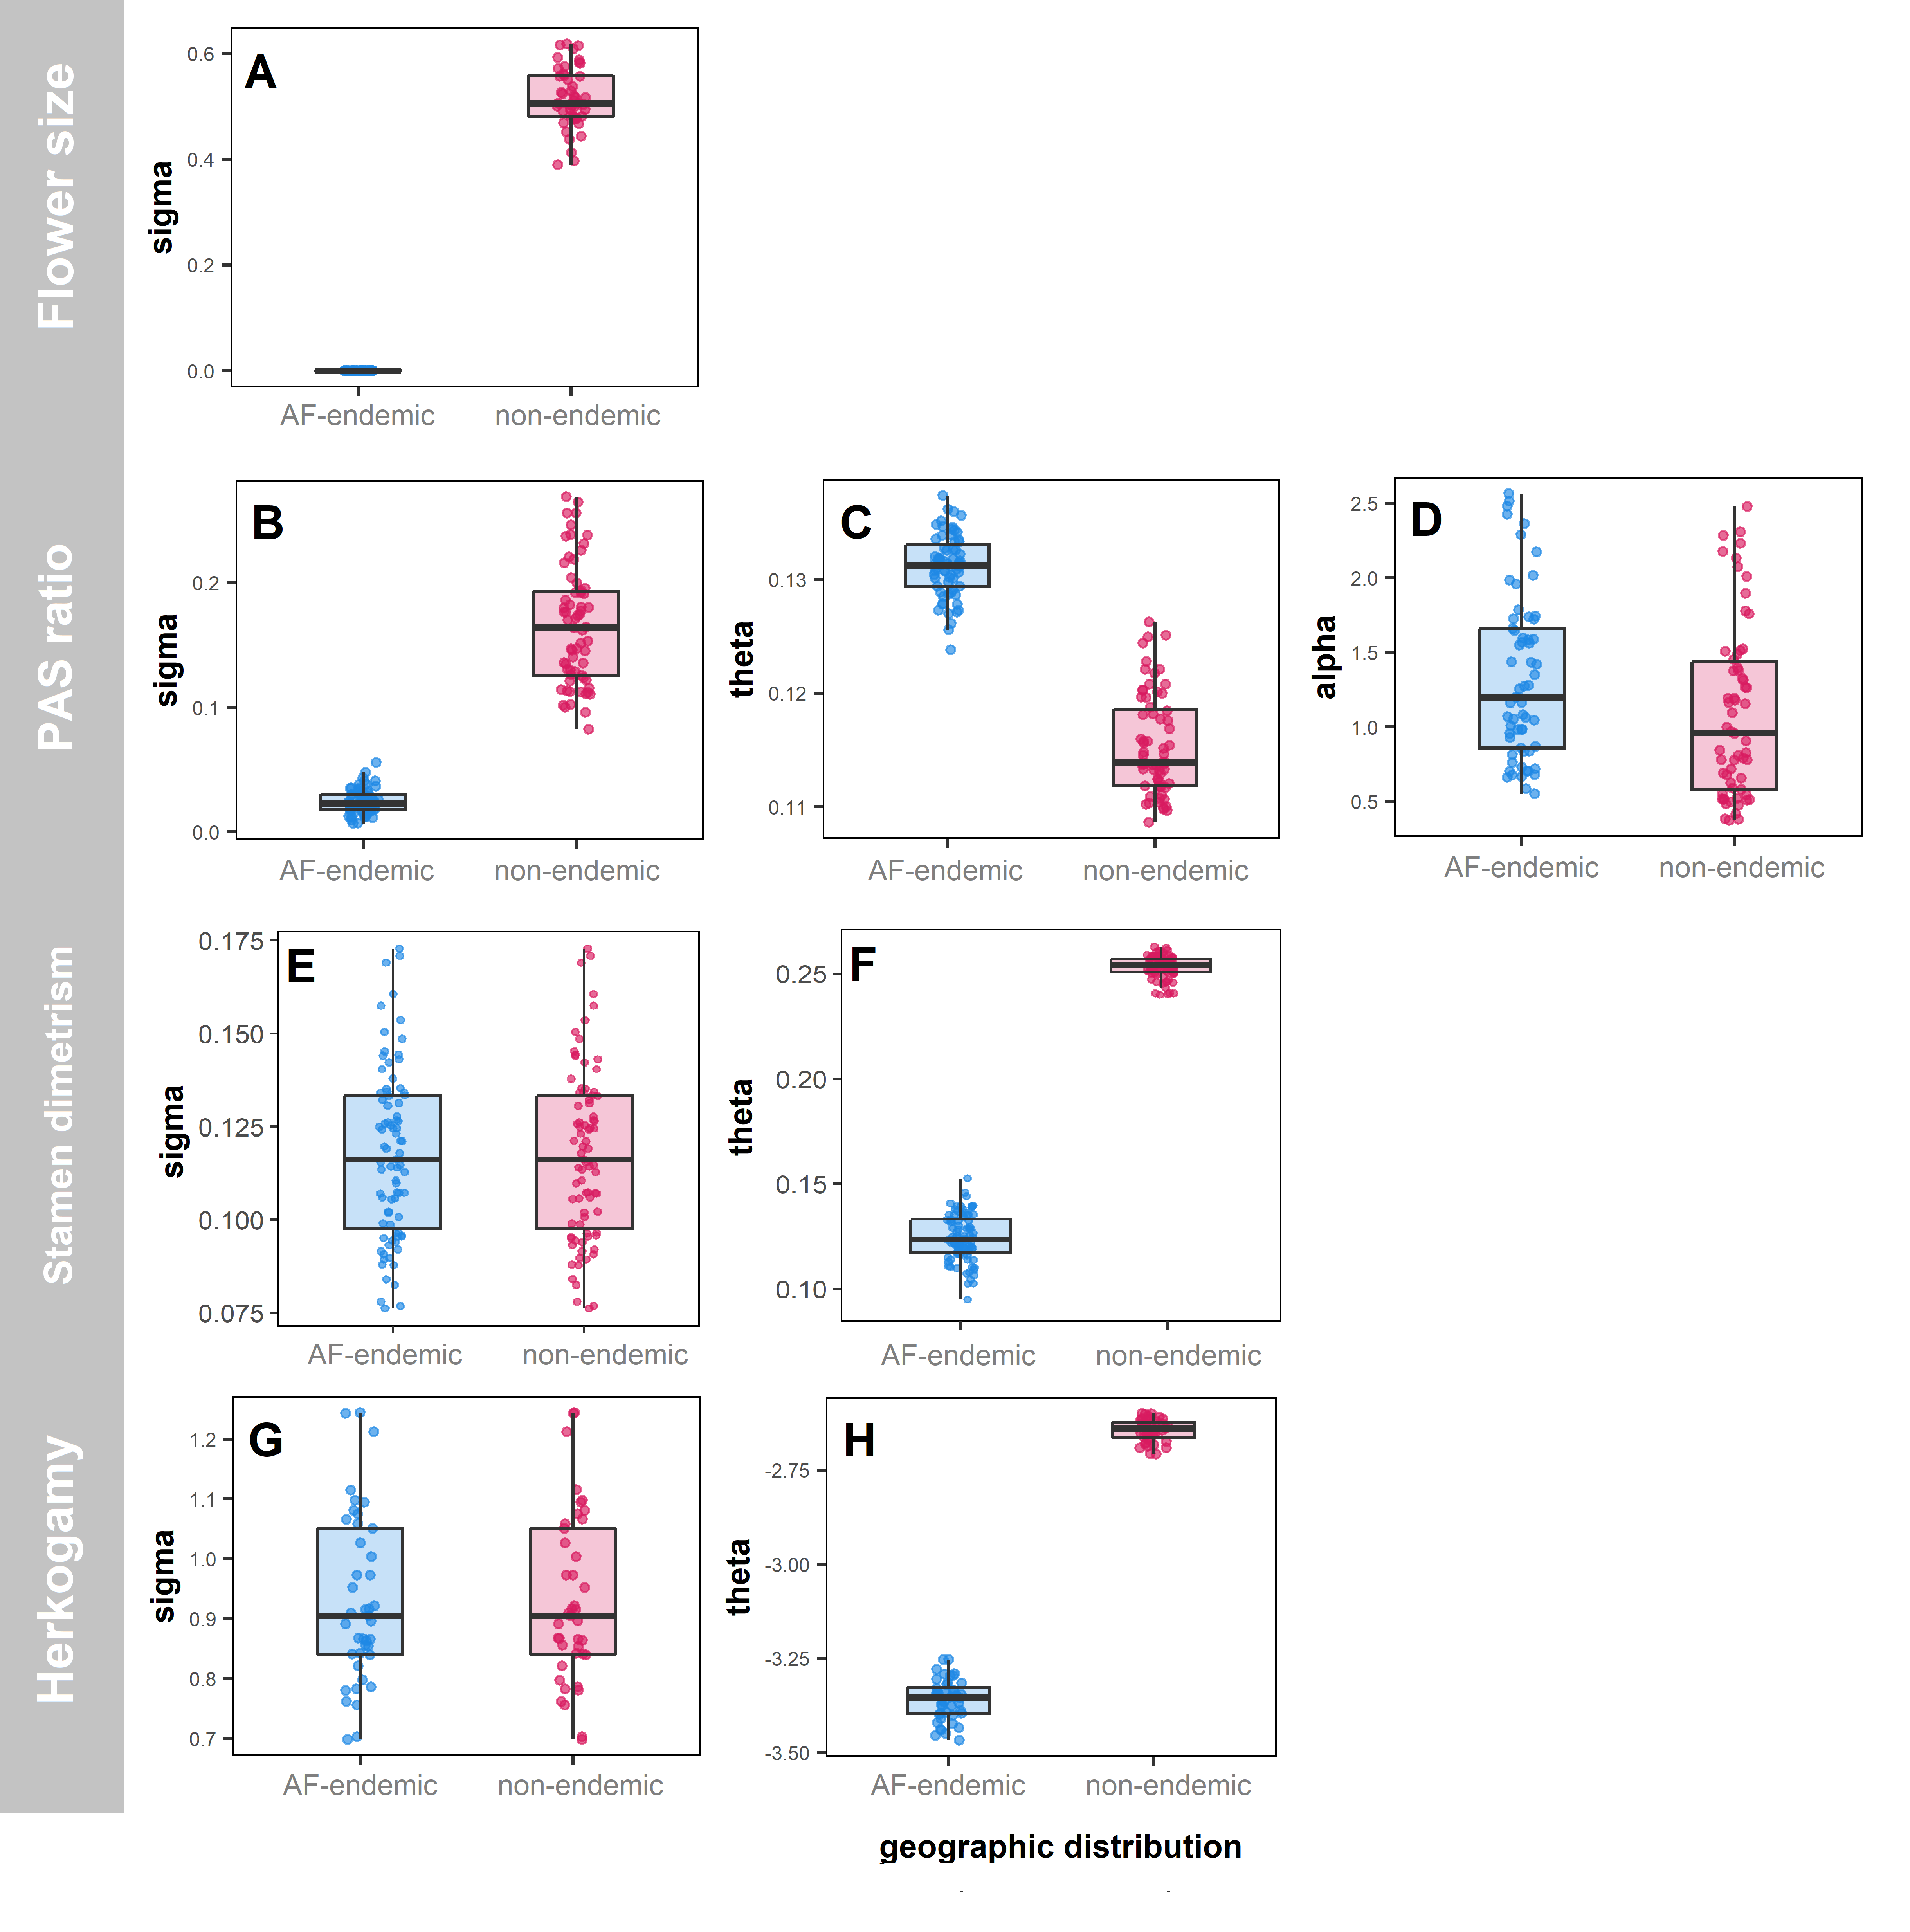 Flower size
A
sigma
0.6
0.4
0.2
0.0
AF-endemic
non-endemic
PAS ratio
B
sigma
0.2
0.1
0.0
AF-endemic
non-endemic
C
theta
0.13
0.12
0.11
AF-endemic
non-endemic
D
alpha
2.5
2.0
1.5
1.0
0.5
AF-endemic
non-endemic
Stamen dimetrism
E
sigma
0.175
0.150
0.125
0.100
0.075
AF-endemic
non-endemic
F
theta
0.25
0.20
0.15
0.10
AF-endemic
non-endemic
Herkogamy
G
sigma
1.2
1.1
1.0
0.9
0.8
0.7
AF-endemic
non-endemic
H
theta
-2.75
-3.00
-3.25
-3.50
AF-endemic
non-endemic
geographic distribution